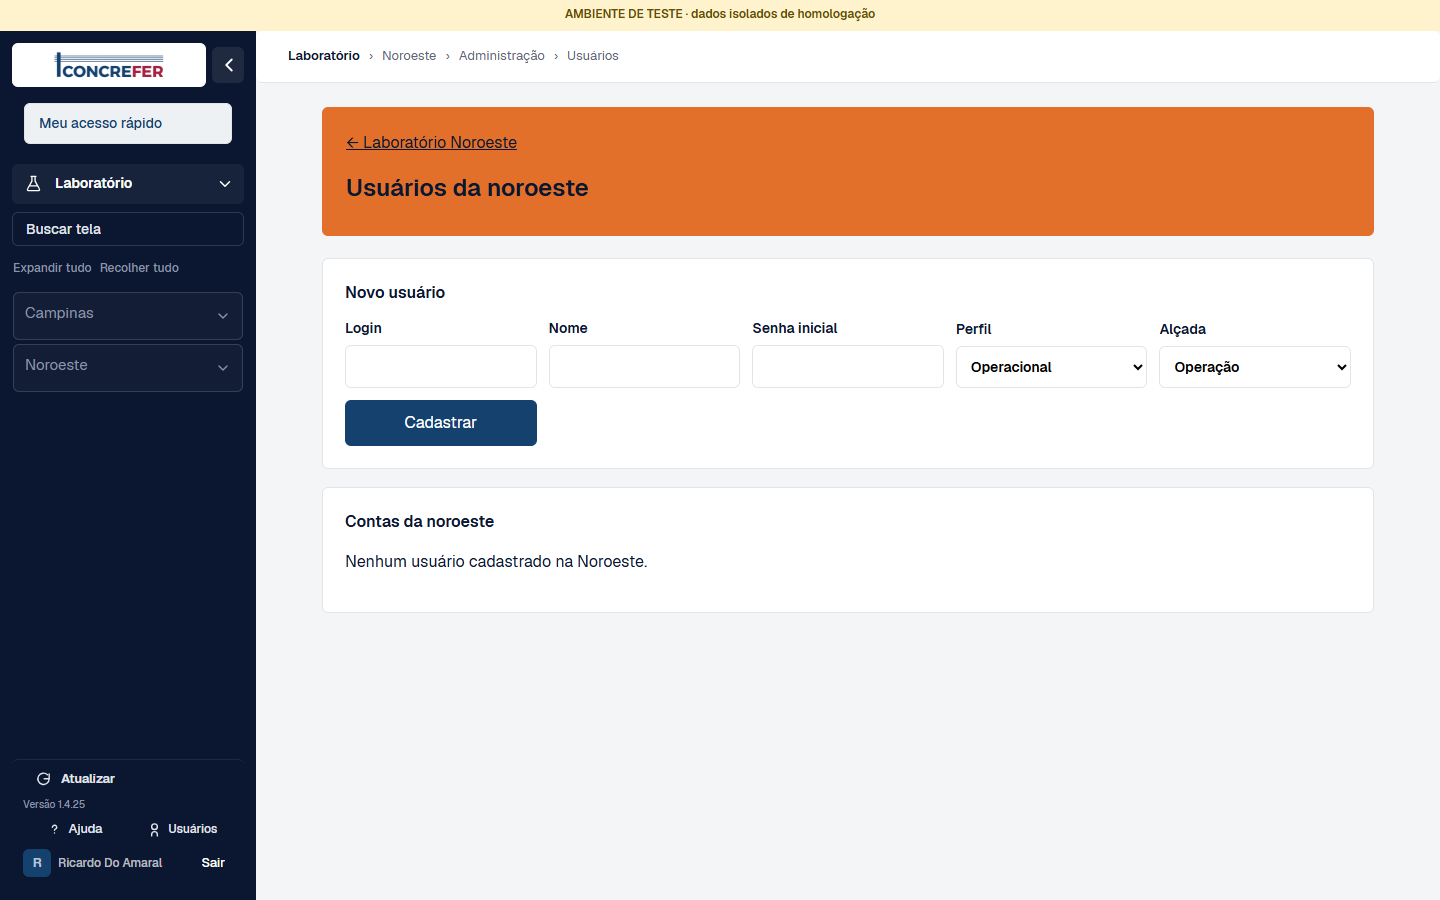 AMBIENTE DE TESTE · dados isolados de homologação
CONCREFER
Meu acesso rápido
Laboratório
Buscar tela
Expandir tudo Recolher tudo
Campinas
Noroeste
Atualizar
Versão 1.4.25
? Ajuda Usuários
R Ricardo Do Amaral Sair
Laboratório › Noroeste › Administração › Usuários
← Laboratório Noroeste
Usuários da noroeste
Novo usuário
Login Nome Senha inicial Perfil Alçada
Operacional Operação
Cadastrar
Contas da noroeste
Nenhum usuário cadastrado na Noroeste.